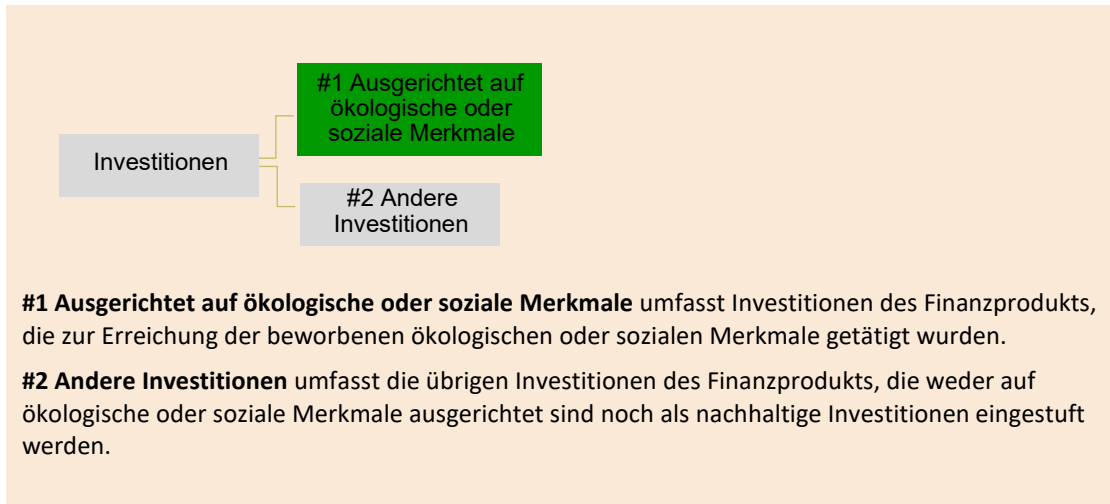 #1 Ausgerichtet auf
ökologische oder
soziale Merkmale
Investitionen
#2 Andere
Investitionen
#1 Ausgerichtet auf ökologische oder soziale Merkmale umfasst Investitionen des Finanzprodukts,
die zur Erreichung der beworbenen ökologischen oder sozialen Merkmale getätigt wurden.
#2 Andere Investitionen umfasst die übrigen Investitionen des Finanzprodukts, die weder auf
ökologische oder soziale Merkmale ausgerichtet sind noch als nachhaltige Investitionen eingestuft
werden.